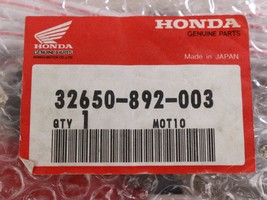 HONDA
GENUINE PARTS
HONDA
Made in JAPAN
32650-892-003
QTY 1 MOT10